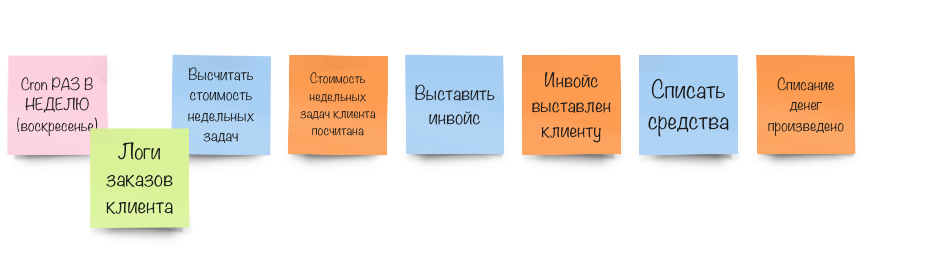 Cron РАЗ В
НЕДЕЛЮ
(воскресенье)
Логи
заказов
клиента
Высчитать
стоимость
недельных
задач
Стоимость
недельных
задач клиента
посчитана
Выставить
инвойс
Инвойс
выставлен
клиенту
Списать
средства
Списание
денег
произведено